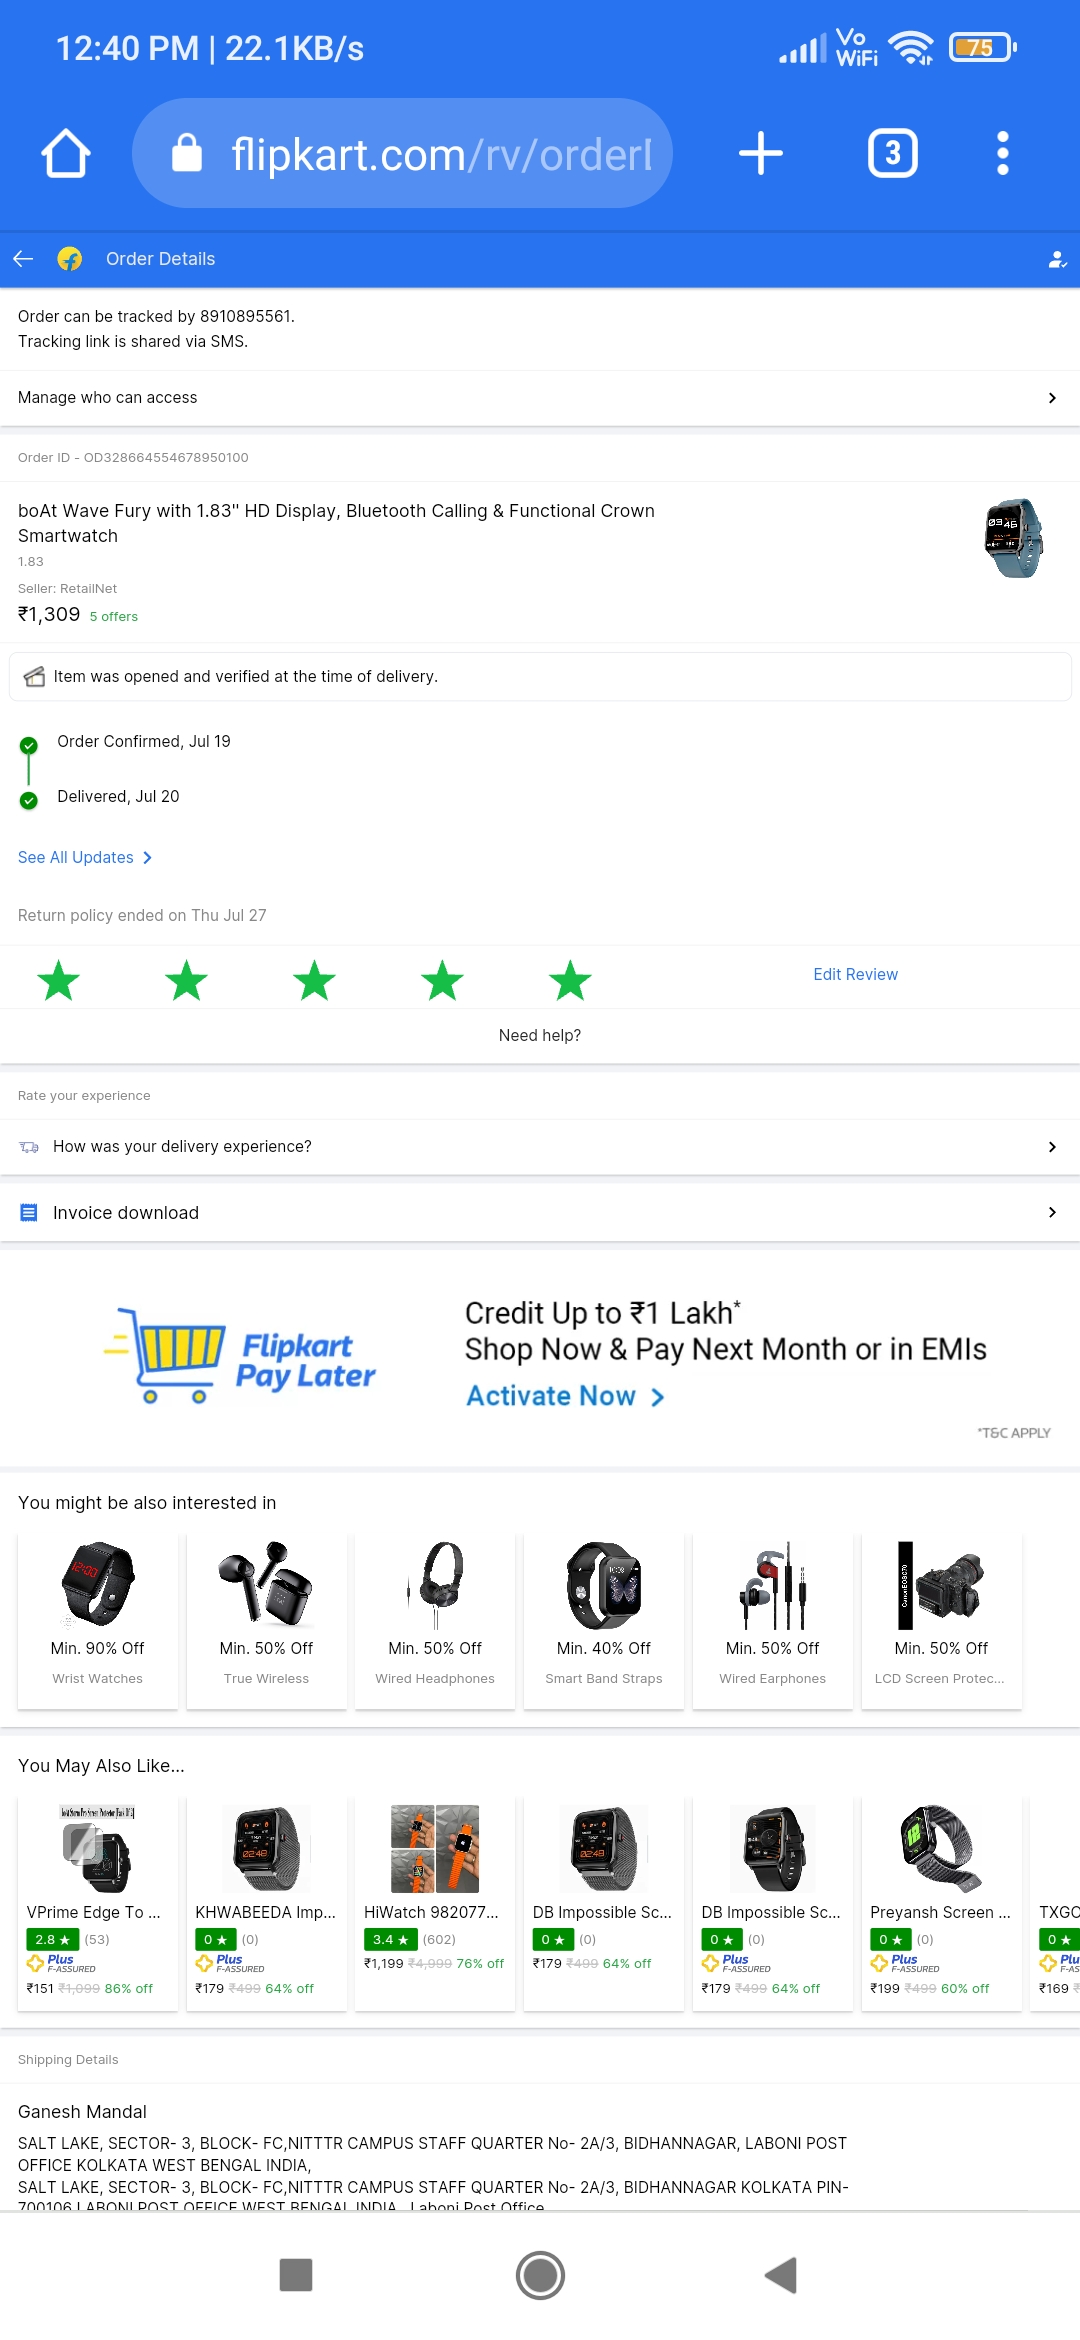 12:40 PM | 22.1KB/s
Vo WiFi
75
flipkart.com/rv/order
3
Order Details
Order can be tracked by 8910895561.
Tracking link is shared via SMS.
Manage who can access
Order ID - OD328664554678950100
boAt Wave Fury with 1.83" HD Display, Bluetooth Calling & Functional Crown
Smartwatch
1.83
Seller: RetailNet
₹1,309 5 offers
Item was opened and verified at the time of delivery.
Order Confirmed, Jul 19
Delivered, Jul 20
See All Updates
Return policy ended on Thu Jul 27
Edit Review
Need help?
Rate your experience
How was your delivery experience?
Invoice download
Flipkart
Pay Later
Credit Up to ₹1 Lakh*
Shop Now & Pay Next Month or in EMIs
Activate Now
*T&C APPLY
You might be also interested in
Min. 90% Off Min. 50% Off Min. 50% Off Min. 40% Off Min. 50% Off Min. 50% Off
Wrist Watches True Wireless Wired Headphones Smart Band Straps Wired Earphones LCD Screen Protec...
You May Also Like...
VPrime Edge To ... KHWABEEDA Imp... HiWatch 982077... DB Impossible Sc... DB Impossible Sc... Preyansh Screen ... TXGO
2.8 ★ (53) 0 ★ (0) 3.4 ★ (602) 0 ★ (0) 0 ★ (0) 0 ★ (0) 0 ★
Plus Plus Plus Plus Plu
F-ASSURED F-ASSURED F-ASSURED F-ASSURED F-AS
₹1,199 ₹4,999 76% off ₹179 ₹499 64% off
₹151 ₹1,099 86% off ₹179 ₹499 64% off ₹179 ₹499 64% off ₹199 ₹499 60% off ₹169
Shipping Details
Ganesh Mandal
SALT LAKE, SECTOR- 3, BLOCK- FC,NITTTR CAMPUS STAFF QUARTER No- 2A/3, BIDHANNAGAR, LABONI POST
OFFICE KOLKATA WEST BENGAL INDIA,
SALT LAKE, SECTOR- 3, BLOCK- FC,NITTTR CAMPUS STAFF QUARTER No- 2A/3, BIDHANNAGAR KOLKATA PIN-
700106 LABONI POST OFFICE WEST BENGAL INDIA, Laboni Post Office